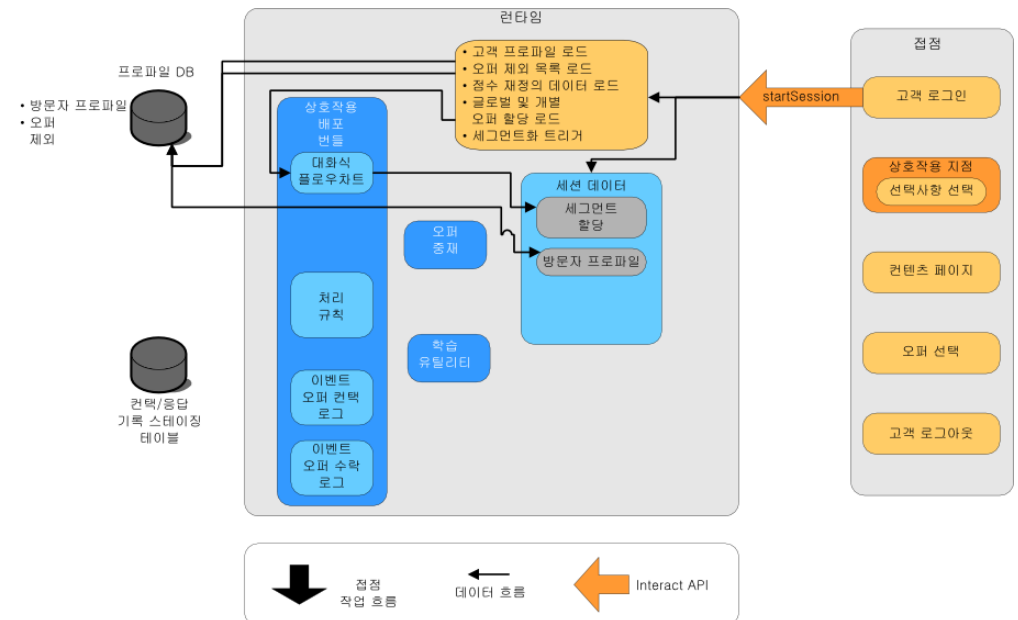 런타임
• 고객 프로파일 로드
• 오퍼 제외 목록 로드
• 점수 재정의 데이터 로드
• 글로벌 및 개별
오퍼 할당 로드
• 세그먼트화 트리거
프로파일 DB
• 방문자 프로파일
• 오퍼
제외
상호작용
배포
번들
대화식
플로우차트
처리
규칙
이벤트
오퍼 컨택
로그
이벤트
오퍼 수락
로그
오퍼
중재
학습
유틸리티
세션 데이터
세그먼트
할당
방문자 프로파일
컨택/응답
기록 스테이징
테이블
startSession
접점
고객 로그인
상호작용 지점
선택사항 선택
컨텐츠 페이지
오퍼 선택
고객 로그아웃
접점
작업 흐름
데이터 흐름
Interact API